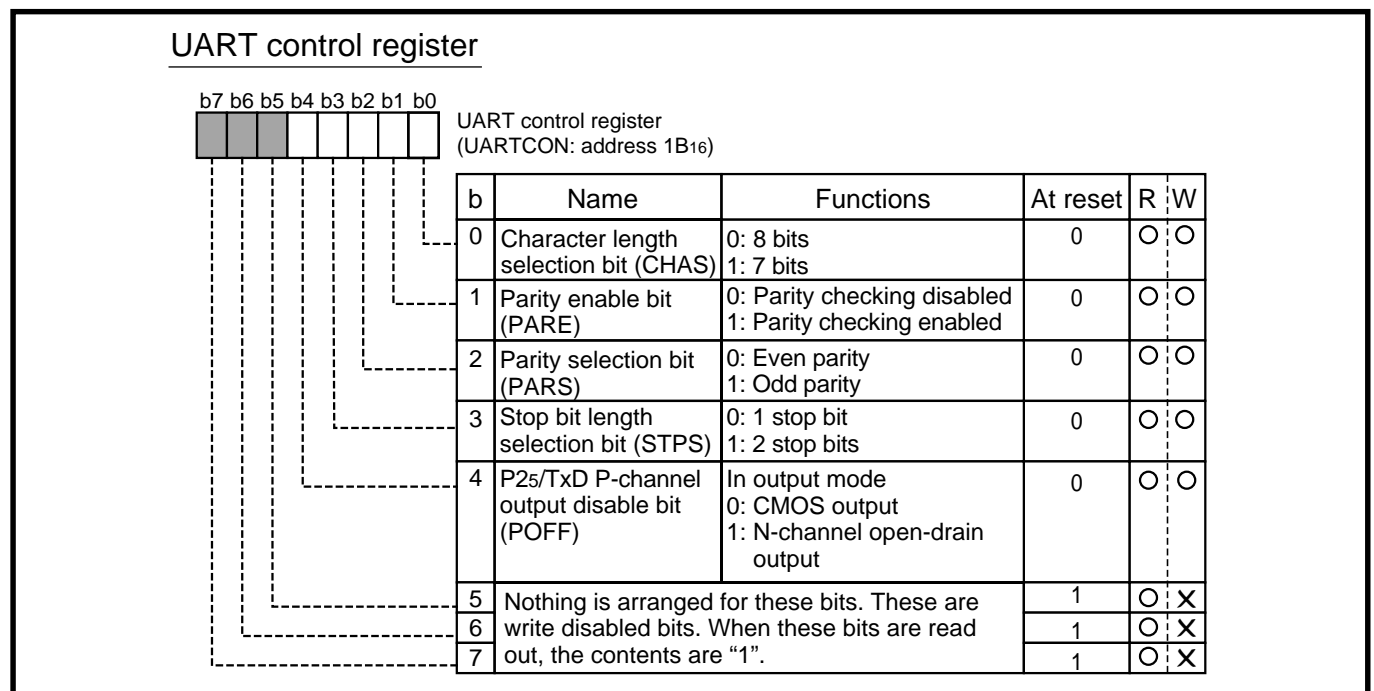 UART control register
b7 b6 b5 b4 b3 b2 b1 b0
UART control register
(UARTCON: address 1B16)
b Name Functions At reset R W
0 Character length selection bit (CHAS) 0: 8 bits 0 O O
1: 7 bits
1 Parity enable bit (PARE) 0: Parity checking disabled 0 O O
1: Parity checking enabled
2 Parity selection bit (PARS) 0: Even parity 0 O O
1: Odd parity
3 Stop bit length selection bit (STPS) 0: 1 stop bit 0 O O
1: 2 stop bits
4 P25/TxD P-channel output disable bit (POFF) In output mode 0 O O
0: CMOS output
1: N-channel open-drain
output
5 Nothing is arranged for these bits. These are 1 O X
6 write disabled bits. When these bits are read 1 O X
7 out, the contents are “1”. 1 O X